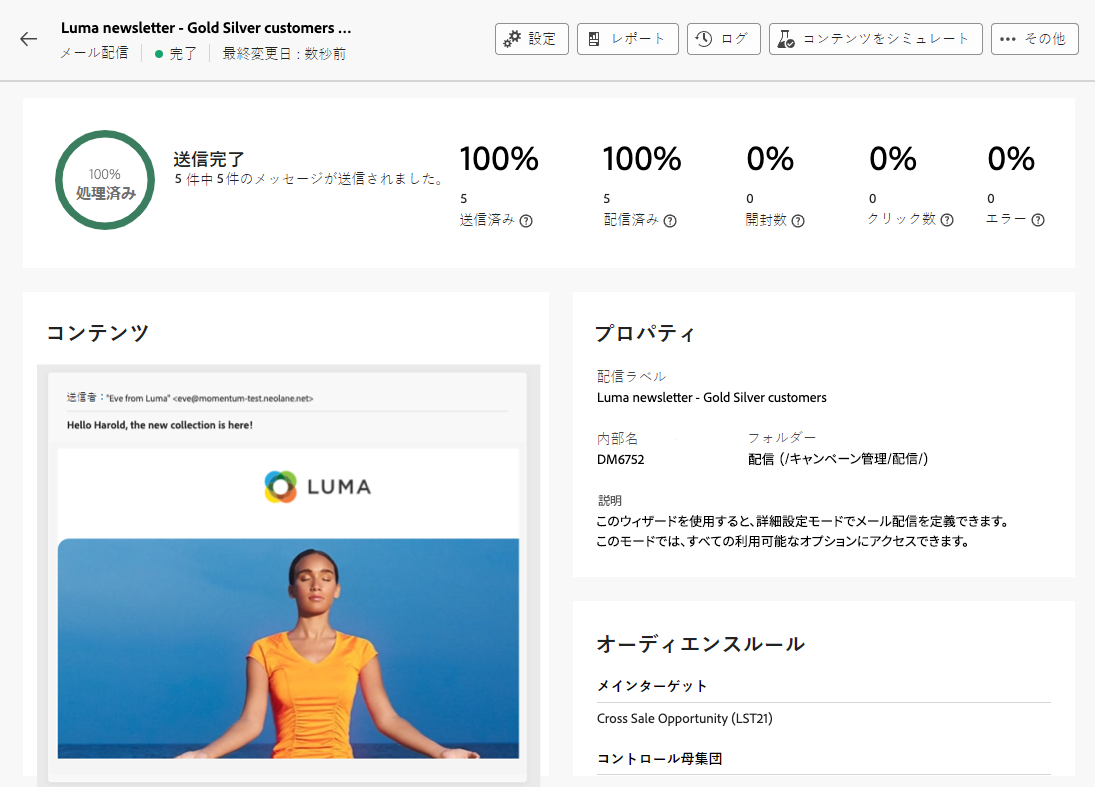 Luma newsletter - Gold Silver customers ...
メール配信 完了 最終変更日 : 数秒前
設定 レポート ログ コンテンツをシミュレート その他
100%
処理済み
送信完了
5 件中 5 件のメッセージが送信されました。
100% 100% 0% 0% 0%
5 5 0 0 0
送信済み 配信済み 開封数 クリック数 エラー
コンテンツ
送信者 : "Eve from Luma" <eve@momentum-test.neolane.net>
Hello Harold, the new collection is here!
LUMA
プロパティ
配信ラベル
Luma newsletter - Gold Silver customers
内部名 フォルダー
DM6752 配信 (/キャンペーン管理/配信/)
説明
このウィザードを使用すると、詳細設定モードでメール配信を定義できます。
このモードでは、すべての利用可能なオプションにアクセスできます。
オーディエンスルール
メインターゲット
Cross Sale Opportunity (LST21)
コントロール母集団